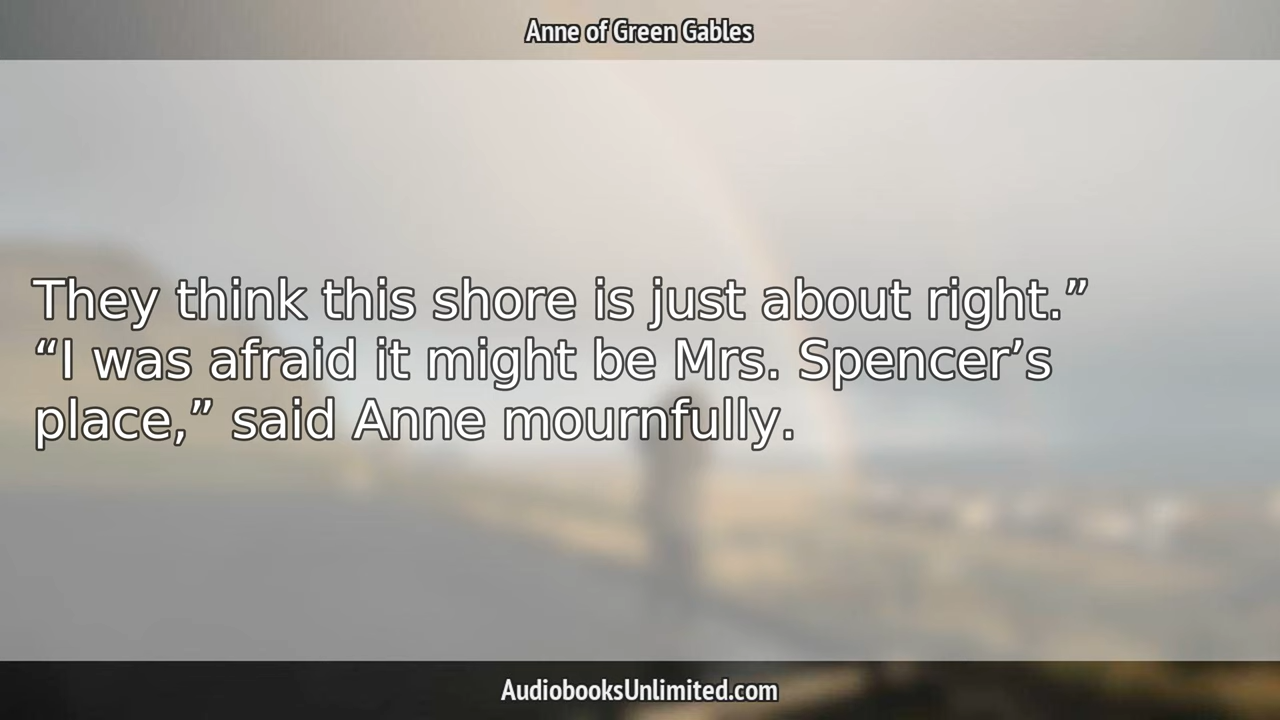 Anne of Green Gables
They think this shore is just about right.”
“I was afraid it might be Mrs. Spencer’s
place,” said Anne mournfully.
AudiobooksUnlimited.com